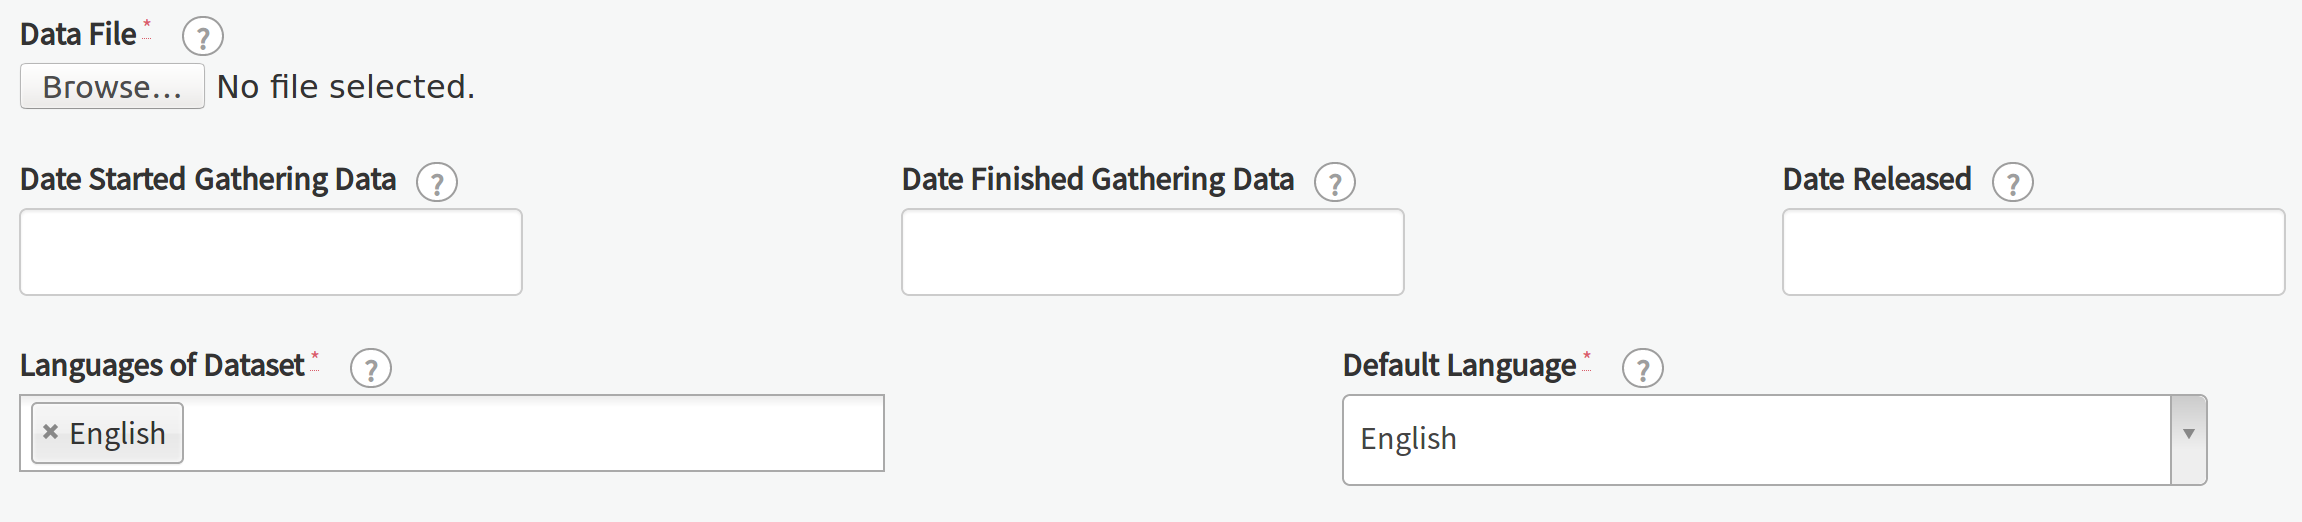 Data File * ?
Browse... No file selected.
Date Started Gathering Data ? Date Finished Gathering Data ? Date Released ?
Languages of Dataset * ? Default Language * ?
× English English